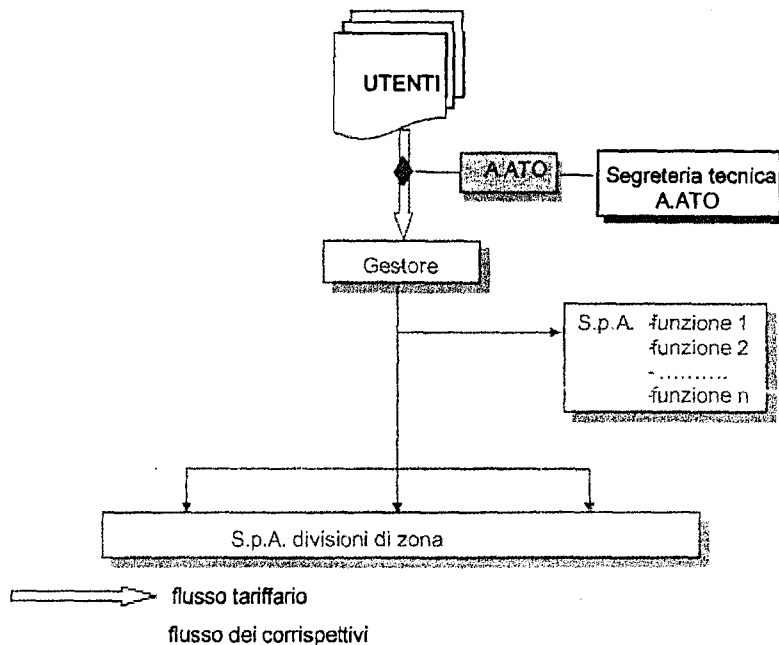 UTENTI
A.ATO
Segreteria tecnica
A.ATO
Gestore
S.p.A. -funzione 1
-funzione 2
-..........
-funzione n
S.p.A. divisioni di zona
flusso tariffario
flusso dei corrispettivi